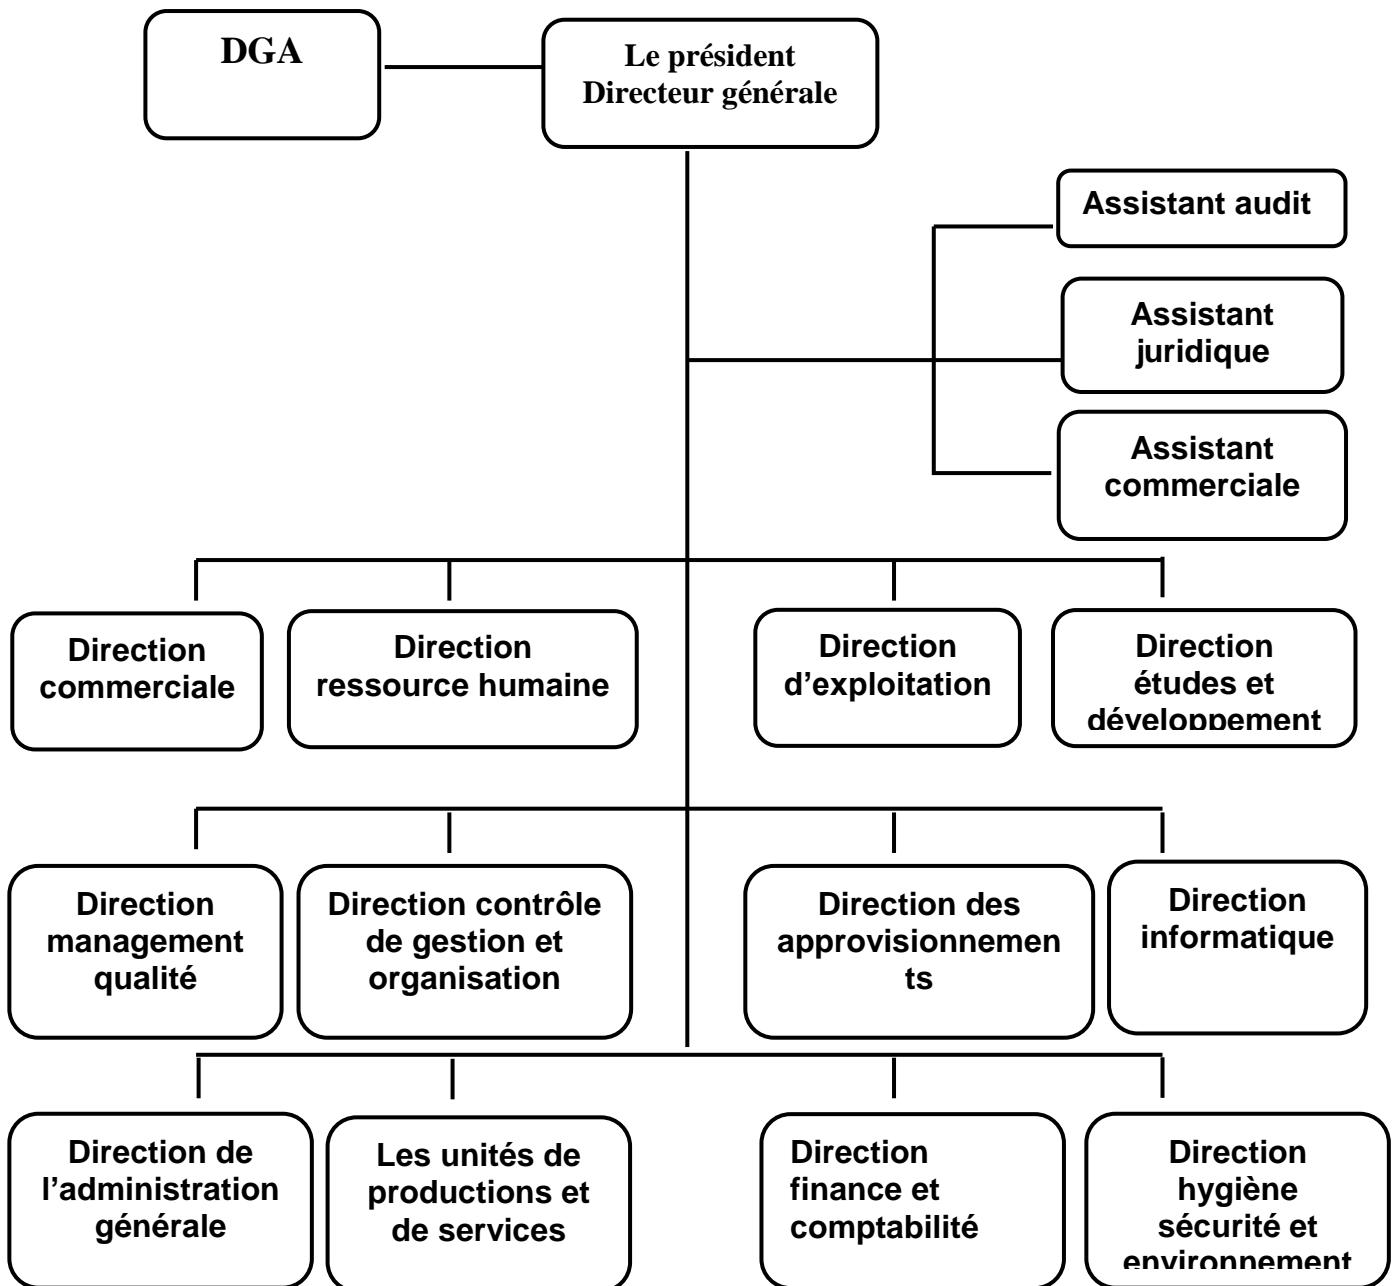 DGA
Le président
Directeur générale
Assistant audit
Assistant
juridique
Assistant
commerciale
Direction
commerciale
Direction
ressource humaine
Direction
d’exploitation
Direction
études et
développement
Direction
management
qualité
Direction contrôle
de gestion et
organisation
Direction des
approvisionnemen
ts
Direction
informatique
Direction de
l’administration
générale
Les unités de
productions et
de services
Direction
finance et
comptabilité
Direction
hygiène
sécurité et
environnement